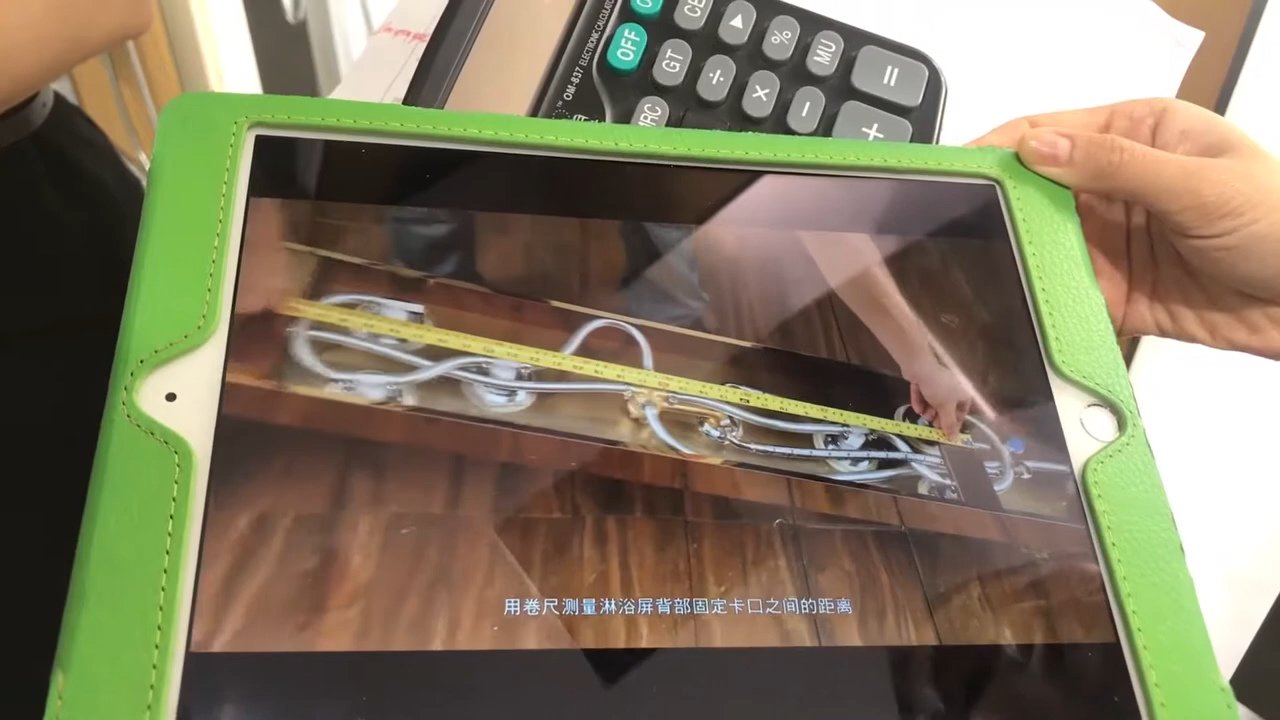 CE
▶
%
MU
=
OFF
GT
÷
×
−
+
MRC
OM-837 ELECTRONIC CALCULATOR
用卷尺测量淋浴屏背部固定卡口之间的距离